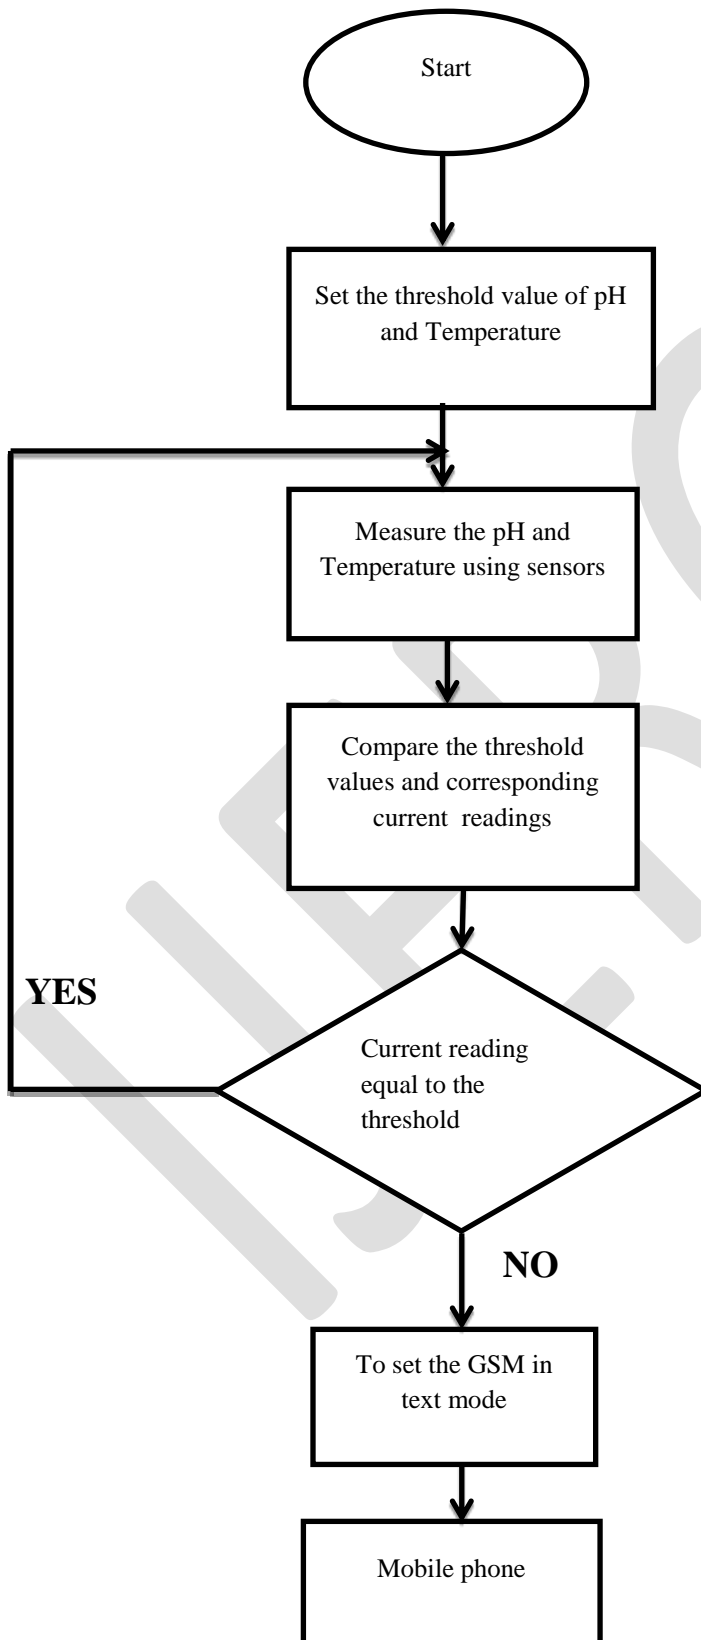 Start
Set the threshold value of pH
and Temperature
Measure the pH and
Temperature using sensors
Compare the threshold
values and corresponding
current  readings
YES
Current reading
equal to the
threshold
NO
To set the GSM in
text mode
Mobile phone